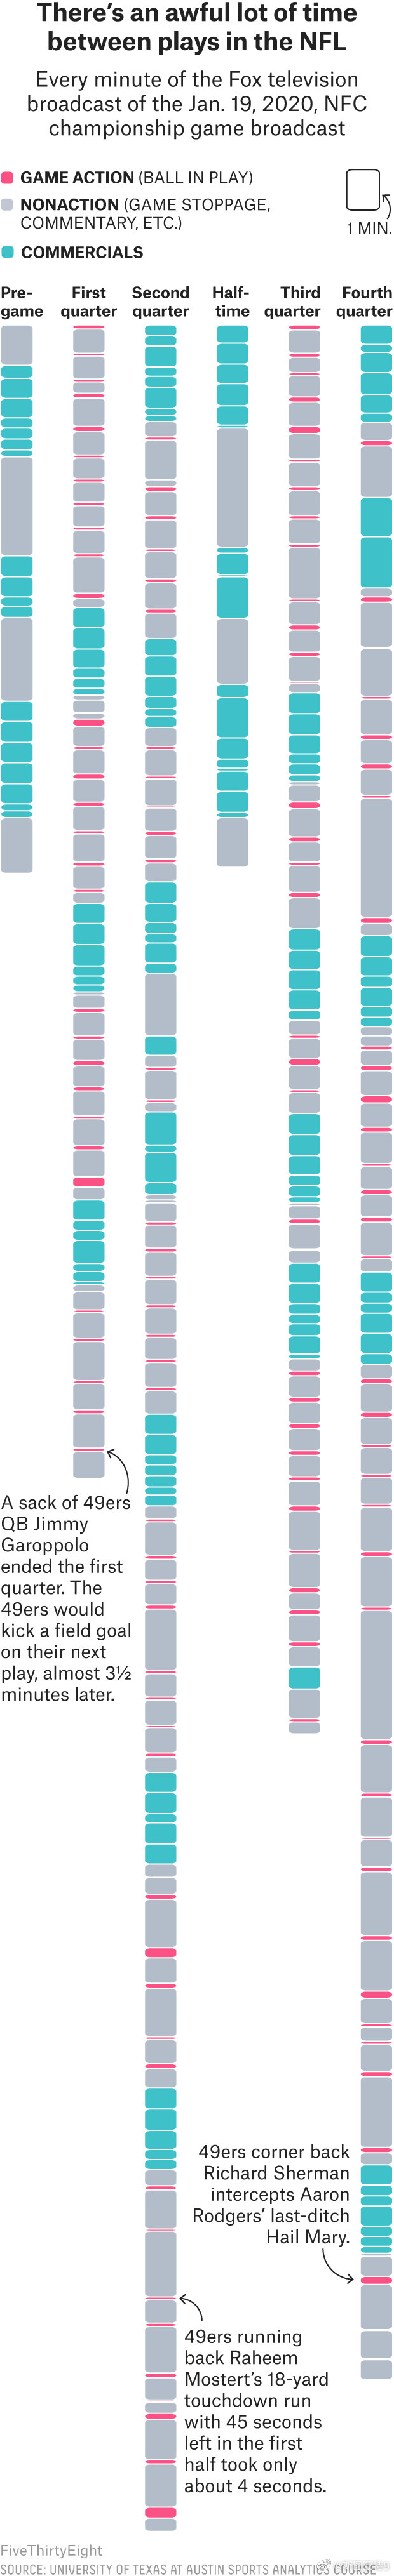 There's an awful lot of time
between plays in the NFL
Every minute of the Fox television
broadcast of the Jan. 19, 2020, NFC
championship game broadcast
GAME ACTION (BALL IN PLAY)
NONACTION (GAME STOPPAGE,
COMMENTARY, ETC.)
1 MIN.
COMMERCIALS
Pre-
game
First
quarter
Second
quarter
Half-
time
Third
quarter
Fourth
quarter
A sack of 49ers
QB Jimmy
Garoppolo
ended the first
quarter. The
49ers would
kick a field goal
on their next
play, almost 3½
minutes later.
49ers corner back
Richard Sherman
intercepts Aaron
Rodgers' last-ditch
Hail Mary.
49ers running
back Raheem
Mostert's 18-yard
touchdown run
with 45 seconds
left in the first
half took only
about 4 seconds.
FiveThirtyEight
SOURCE: UNIVERSITY OF TEXAS AT AUSTIN SPORTS ANALYTICS COURSE